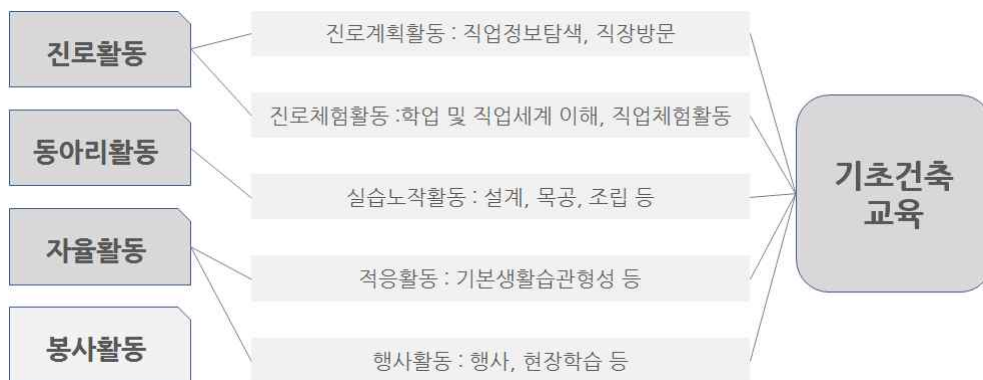 진로활동
동아리활동
자율활동
봉사활동
진로계획활동 : 직업정보탐색, 직장방문
진로체험활동 :학업 및 직업세계 이해, 직업체험활동
실습노작활동 : 설계, 목공, 조립 등
적응활동 : 기본생활습관형성 등
행사활동 : 행사, 현장학습 등
기초건축
교육